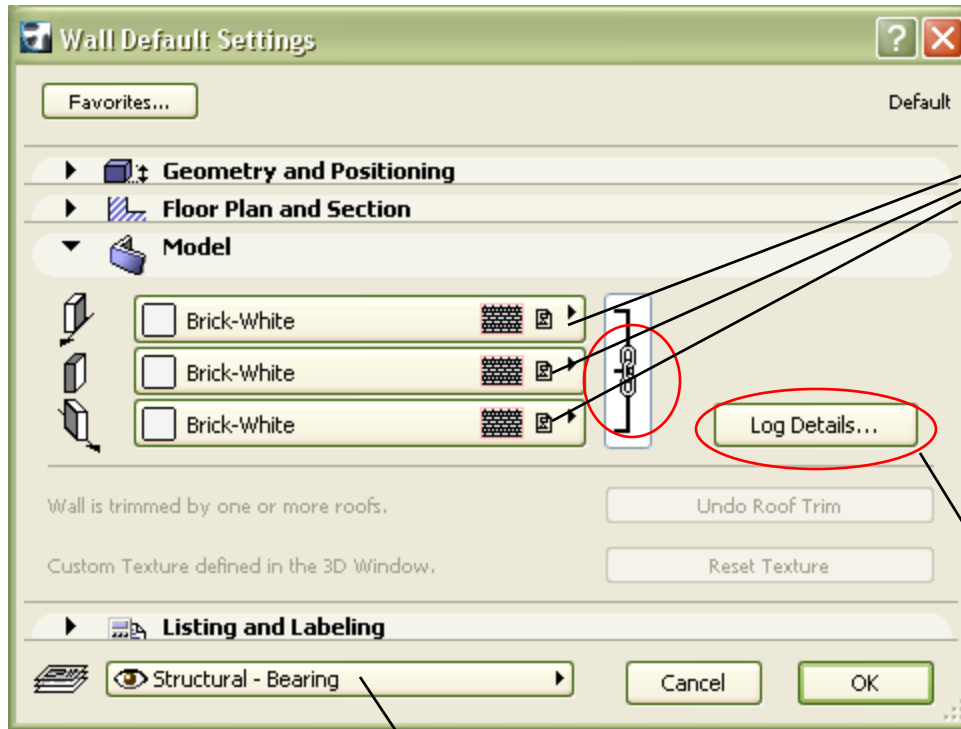 Wall Default Settings
?
Favorites...
Default
Geometry and Positioning
Floor Plan and Section
Model
Brick-White
Brick-White
Brick-White
Log Details...
Wall is trimmed by one or more roofs.
Undo Roof Trim
Custom Texture defined in the 3D Window.
Reset Texture
Listing and Labeling
Structural - Bearing
Cancel
OK